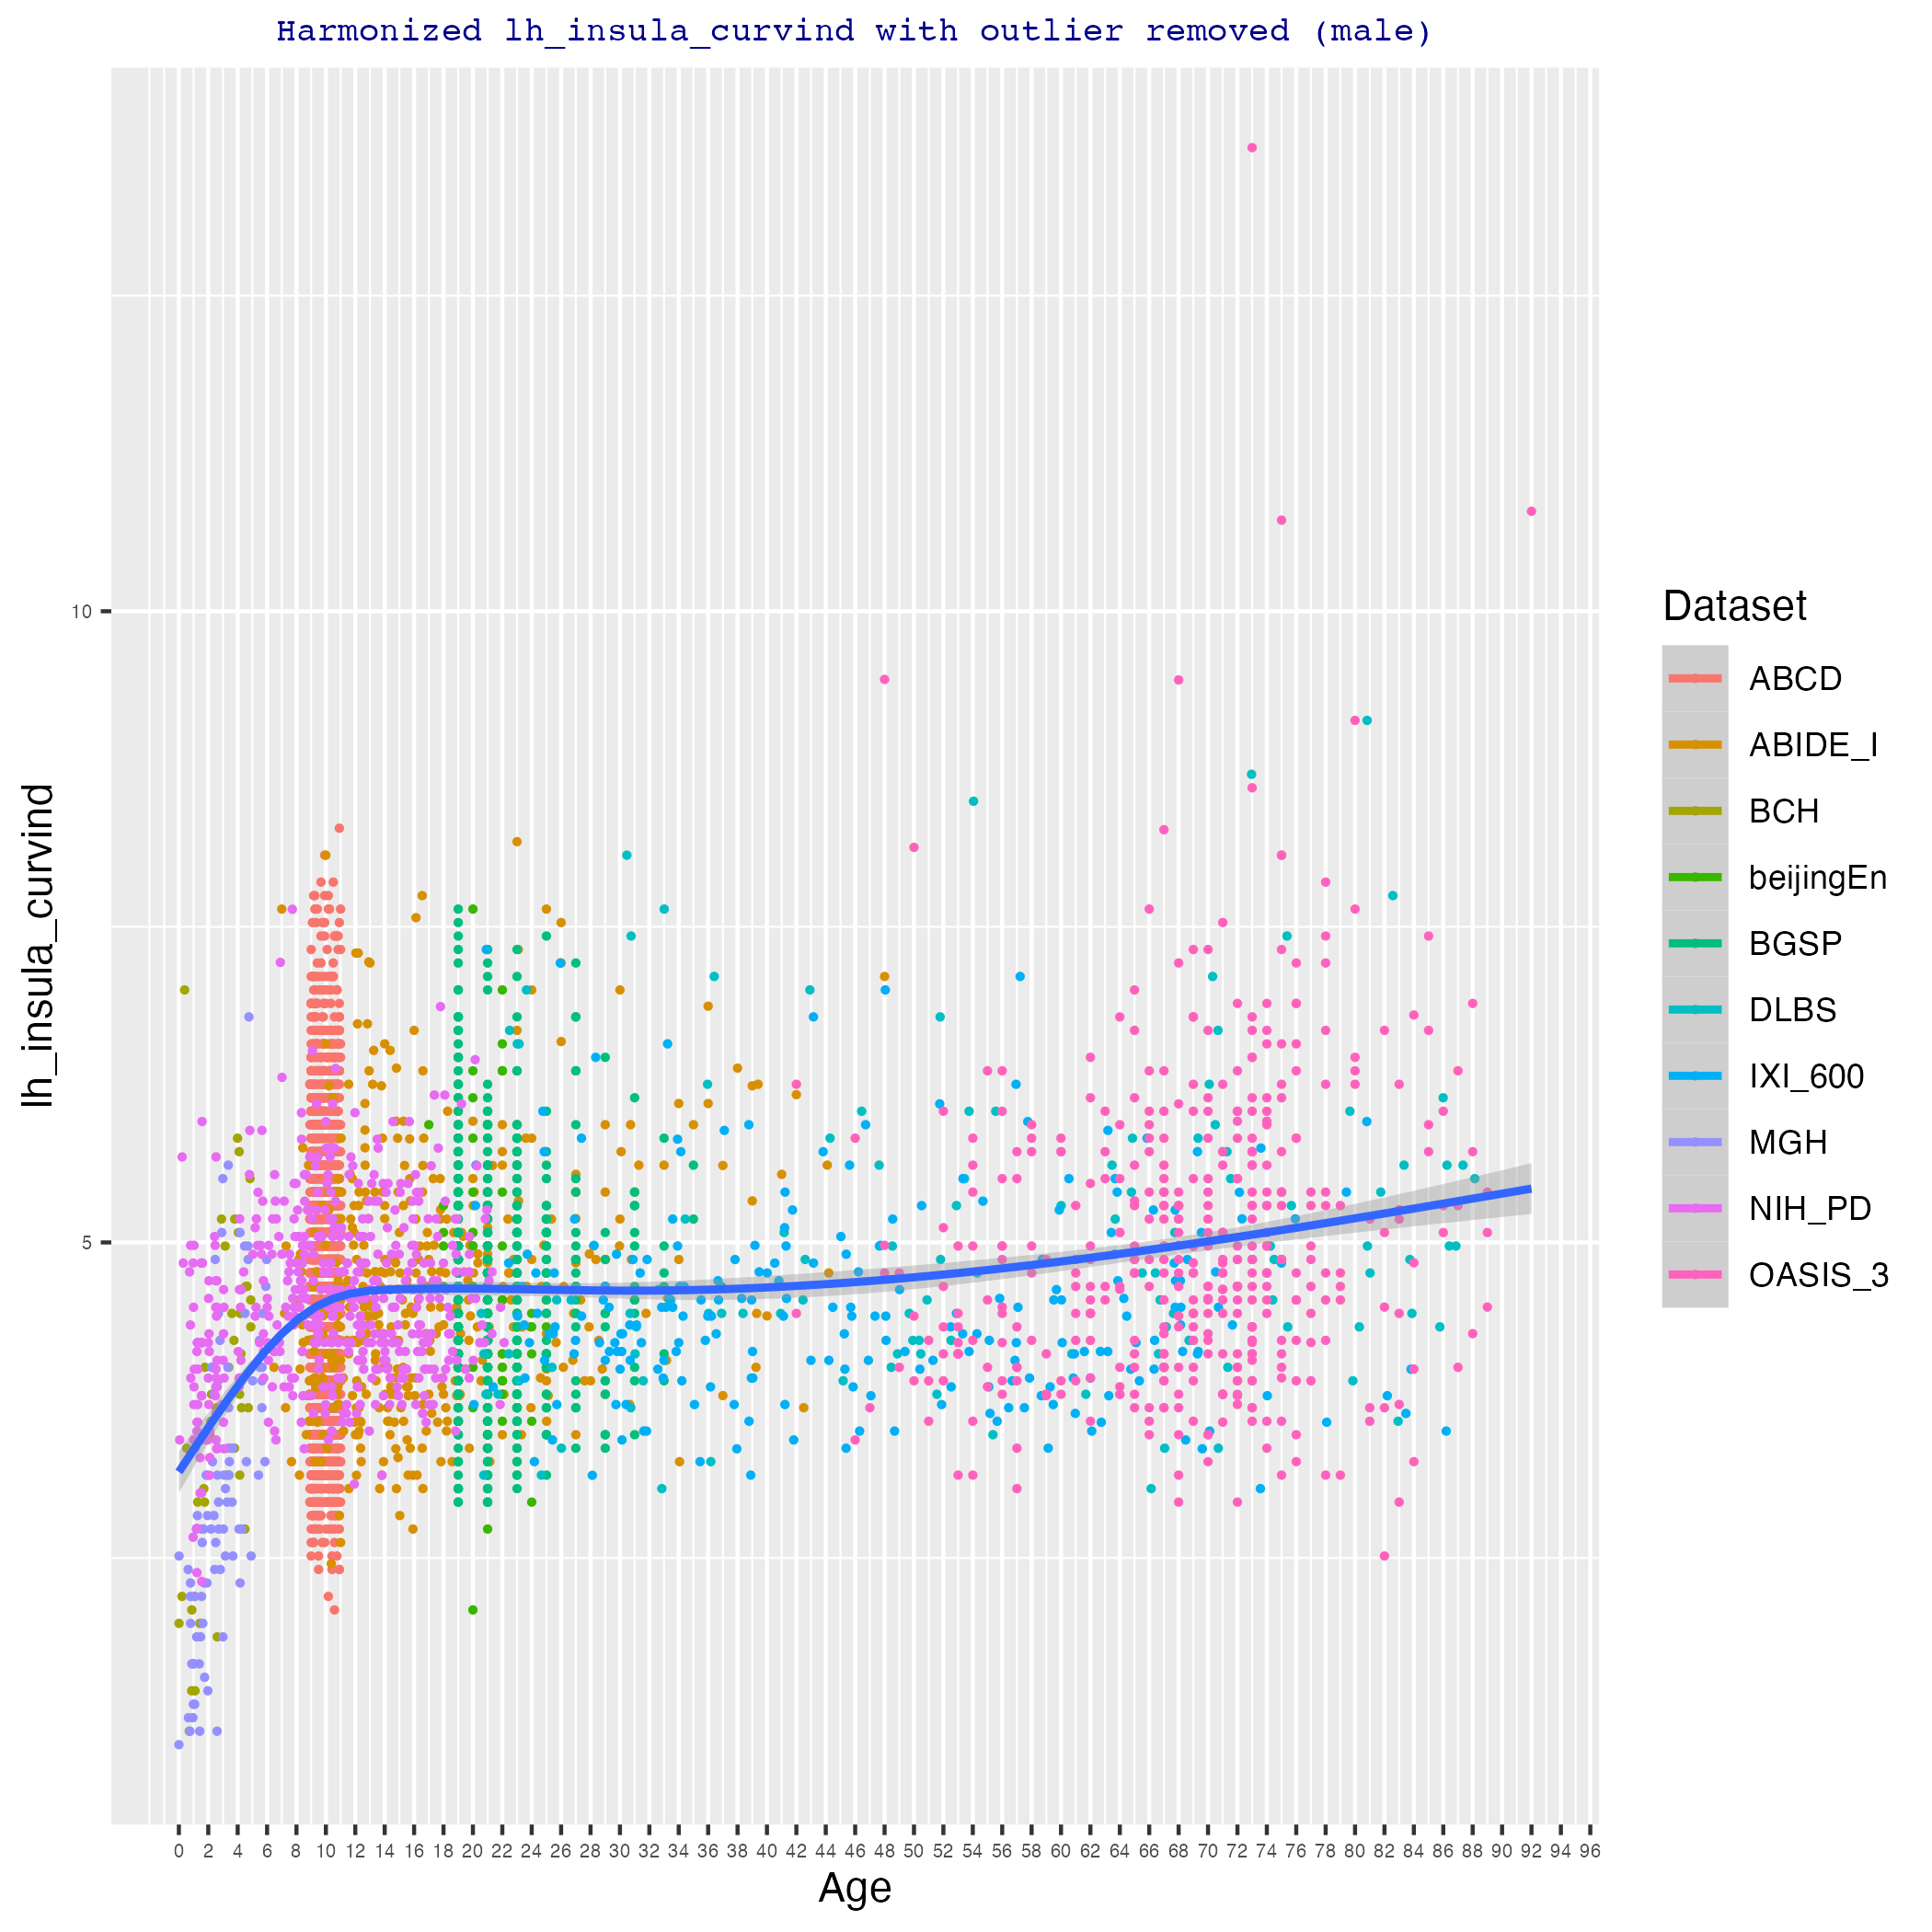 Harmonized lh_insula_curvind with outlier removed (male)
lh_insula_curvind
10
5
0 2 4 6 8 10 12 14 16 18 20 22 24 26 28 30 32 34 36 38 40 42 44 46 48 50 52 54 56 58 60 62 64 66 68 70 72 74 76 78 80 82 84 86 88 90 92 94 96
Age
Dataset
ABCD
ABIDE_I
BCH
beijingEn
BGSP
DLBS
IXI_600
MGH
NIH_PD
OASIS_3